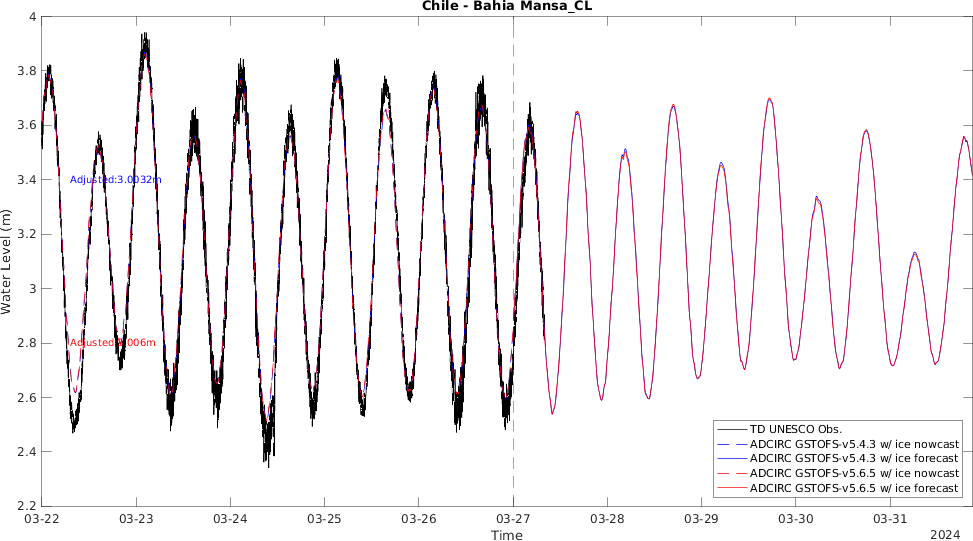 Chile - Bahia Mansa_CL
4
3.8
3.6
3.4
3.2
3
2.8
2.6
2.4
2.2
Water Level (m)
Adjusted:3.0032m
03-22
03-23
03-24
03-25
03-26
03-27
03-28
03-29
03-30
03-31
Time
2024
TD UNESCO Obs.
ADCIRC GSTOFS-v5.4.3 w/ ice nowcast
ADCIRC GSTOFS-v5.4.3 w/ ice forecast
ADCIRC GSTOFS-v5.6.5 w/ ice nowcast
ADCIRC GSTOFS-v5.6.5 w/ ice forecast